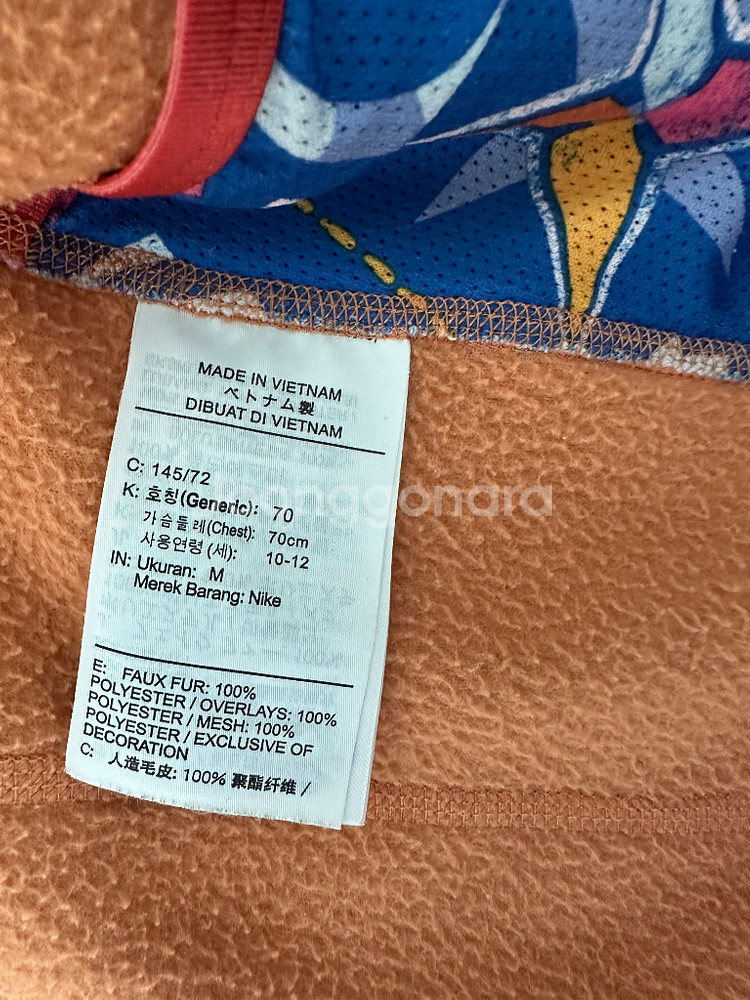 MADE IN VIETNAM
ベトナム製
DIBUAT DI VIETNAM
C: 145/72
K: 호칭(Generic): 70
가슴둘레(Chest): 70cm
사용연령 (세): 10-12
IN: Ukuran: M
Merek Barang: Nike
E: FAUX FUR: 100%
POLYESTER / OVERLAYS: 100%
POLYESTER / MESH: 100%
POLYESTER / EXCLUSIVE OF
DECORATION
C: 人造毛皮: 100% 聚酯纤维 /